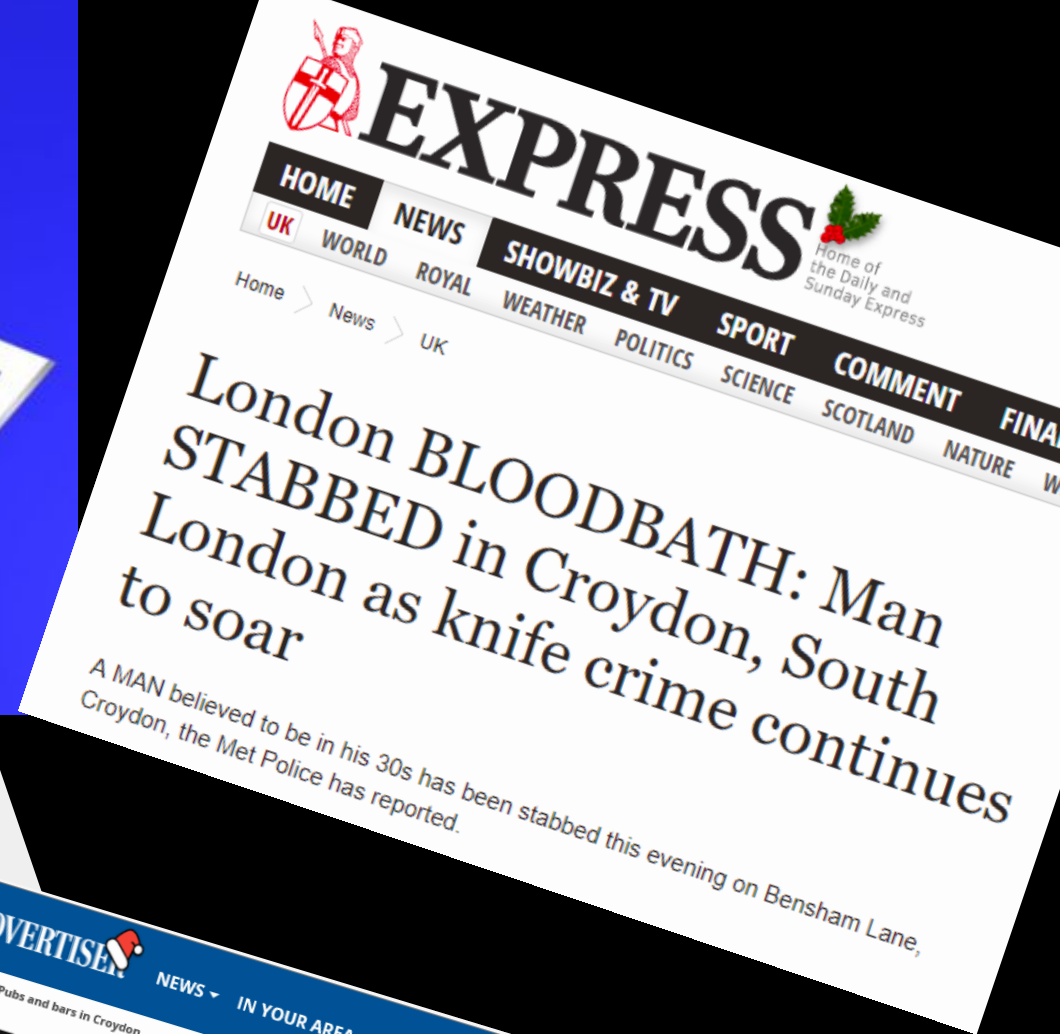 EXPRESS
Home of
the Daily and
Sunday Express
HOME NEWS SHOWBIZ & TV SPORT COMMENT
UK WORLD ROYAL WEATHER POLITICS SCIENCE SCOTLAND NATURE
Home News UK
London BLOODBATH: Man
STABBED in Croydon, South
London as knife crime continues
to soar
A MAN believed to be in his 30s has been stabbed this evening on Bensham Lane,
Croydon, the Met Police has reported.
NEWS IN YOUR AREA
Pubs and bars in Croydon